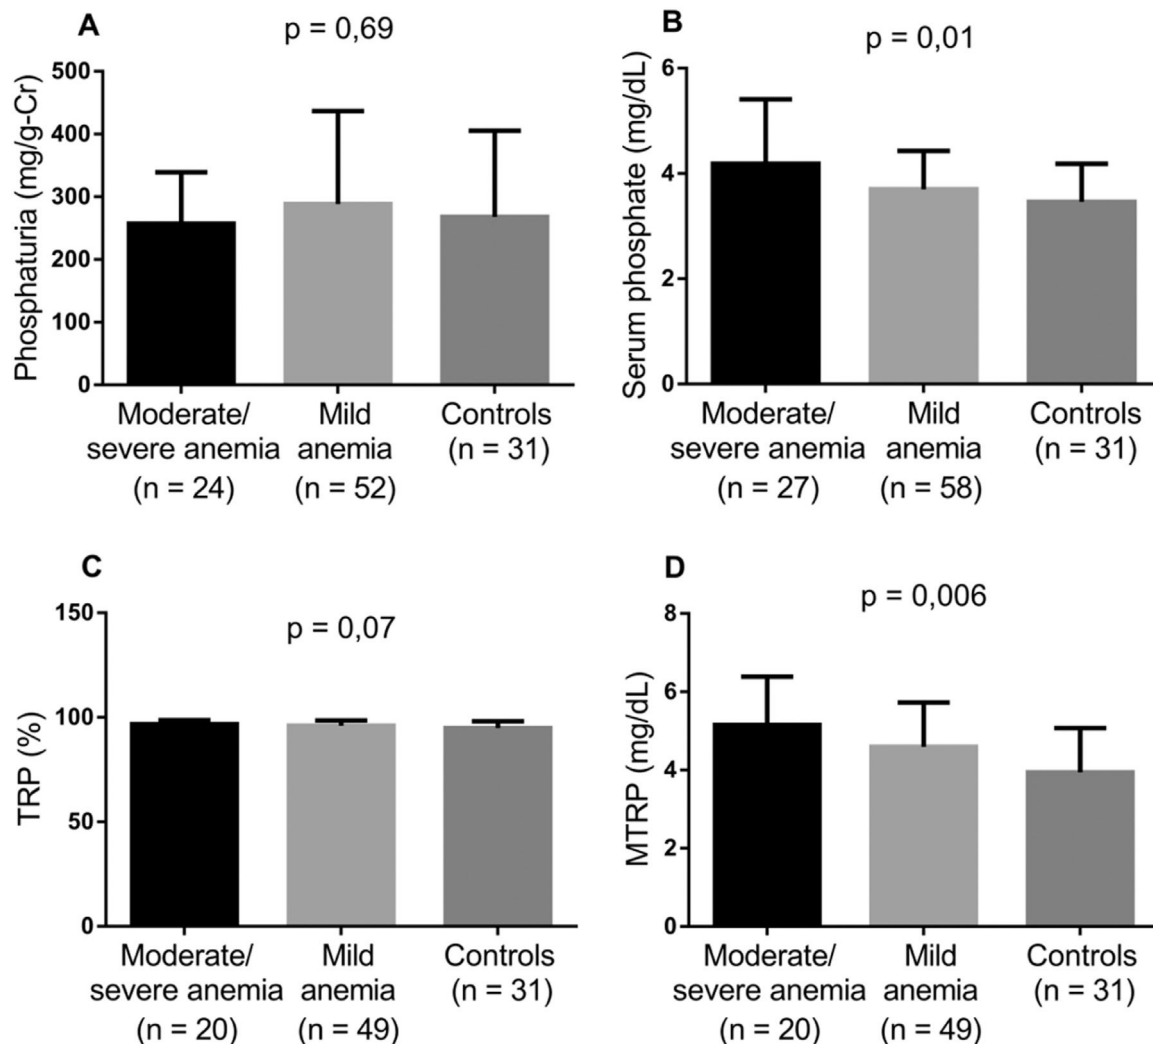 A
p = 0,69
Phosphaturia (mg/g-Cr)
500
400
300
200
100
0
Moderate/
severe anemia
(n = 24)
Mild
anemia
(n = 52)
Controls
(n = 31)
B
p = 0,01
Serum phosphate (mg/dL)
6
4
2
0
Moderate/
severe anemia
(n = 27)
Mild
anemia
(n = 58)
Controls
(n = 31)
C
p = 0,07
TRP (%)
150
100
50
0
Moderate/
severe anemia
(n = 20)
Mild
anemia
(n = 49)
Controls
(n = 31)
D
p = 0,006
MTRP (mg/dL)
8
6
4
2
0
Moderate/
severe anemia
(n = 20)
Mild
anemia
(n = 49)
Controls
(n = 31)